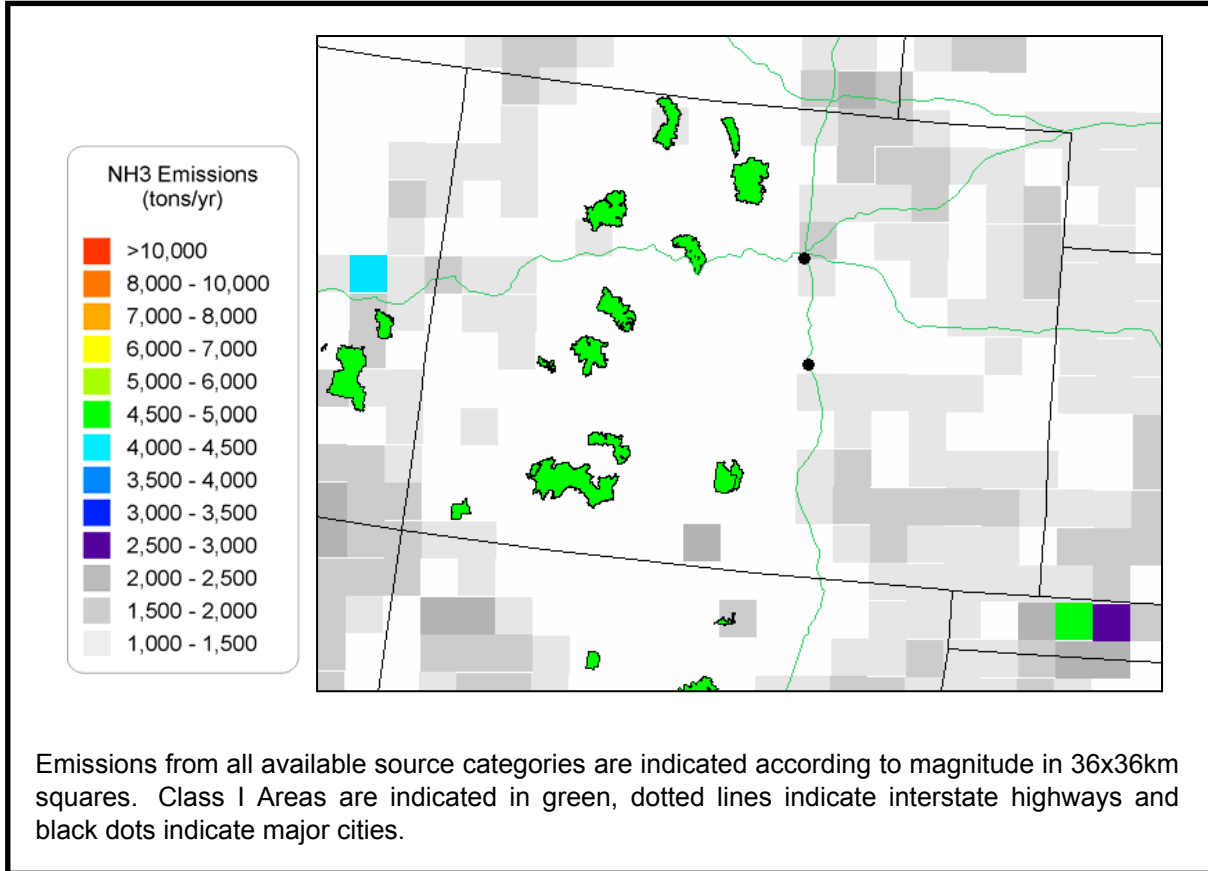 NH3 Emissions
(tons/yr)
>10,000
8,000 - 10,000
7,000 - 8,000
6,000 - 7,000
5,000 - 6,000
4,500 - 5,000
4,000 - 4,500
3,500 - 4,000
3,000 - 3,500
2,500 - 3,000
2,000 - 2,500
1,500 - 2,000
1,000 - 1,500
Emissions from all available source categories are indicated according to magnitude in 36x36km
squares. Class I Areas are indicated in green, dotted lines indicate interstate highways and
black dots indicate major cities.